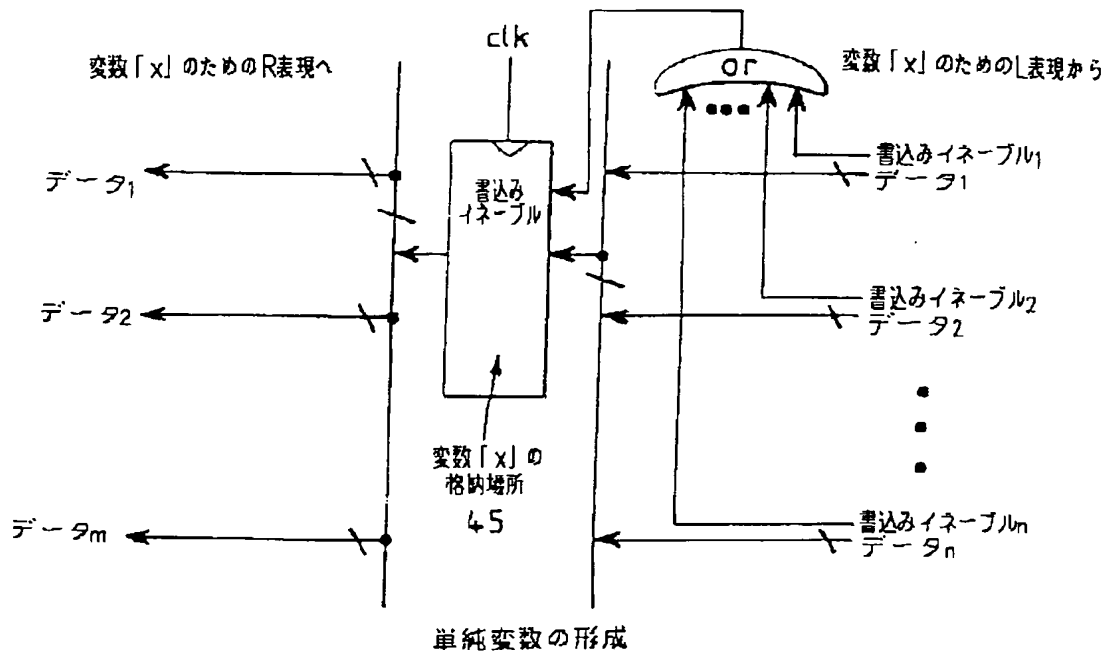 clk
変数「x」のためのR表現へ
or
変数「x」のためのL表現から
書込みイネーブル1
データ1
データ1
書込み
イネーブル
書込みイネーブル2
データ2
データ2
変数「x」の
格納場所
45
書込みイネーブルn
データn
データm
単純変数の形成